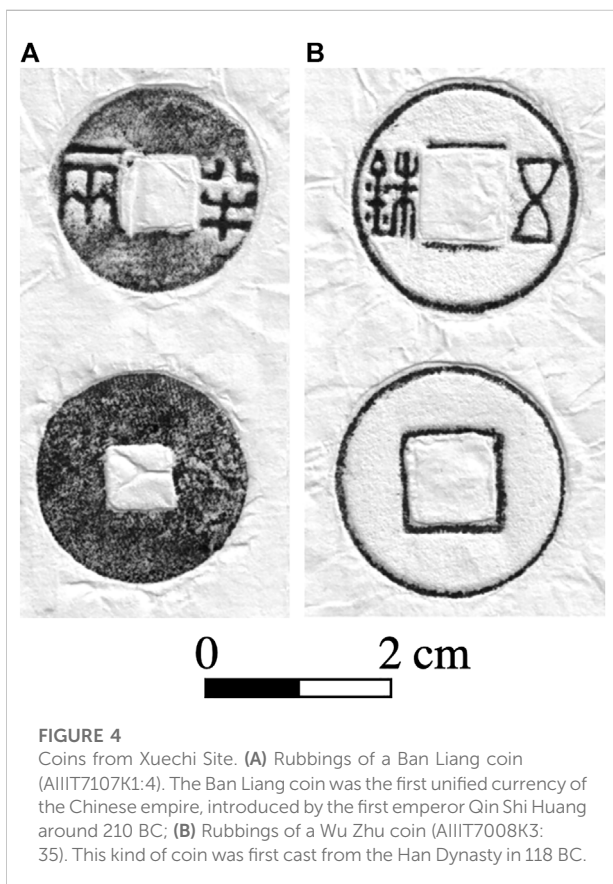 A
B
半兩
五銖
0 2 cm
FIGURE 4
Coins from Xuechi Site. (A) Rubbings of a Ban Liang coin
(AIIIT7107K1:4). The Ban Liang coin was the first unified currency of
the Chinese empire, introduced by the first emperor Qin Shi Huang
around 210 BC; (B) Rubbings of a Wu Zhu coin (AIIIT7008K3:
35). This kind of coin was first cast from the Han Dynasty in 118 BC.